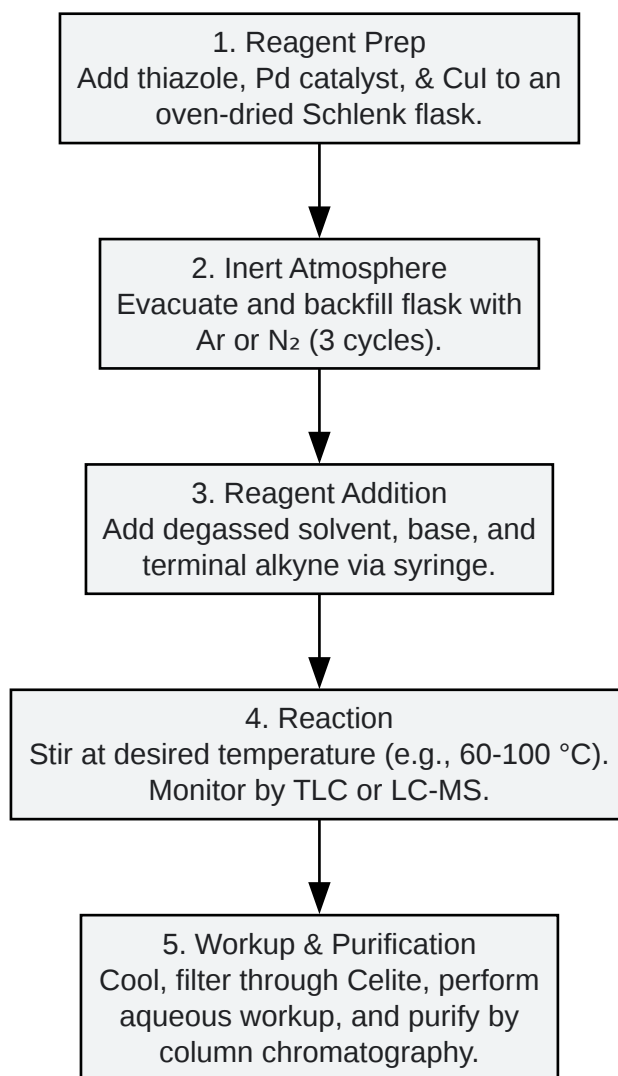 1. Reagent Prep
Add thiazole, Pd catalyst, & CuI to an
oven-dried Schlenk flask.
2. Inert Atmosphere
Evacuate and backfill flask with
Ar or N₂ (3 cycles).
3. Reagent Addition
Add degassed solvent, base, and
terminal alkyne via syringe.
4. Reaction
Stir at desired temperature (e.g., 60-100 °C).
Monitor by TLC or LC-MS.
5. Workup & Purification
Cool, filter through Celite, perform
aqueous workup, and purify by
column chromatography.